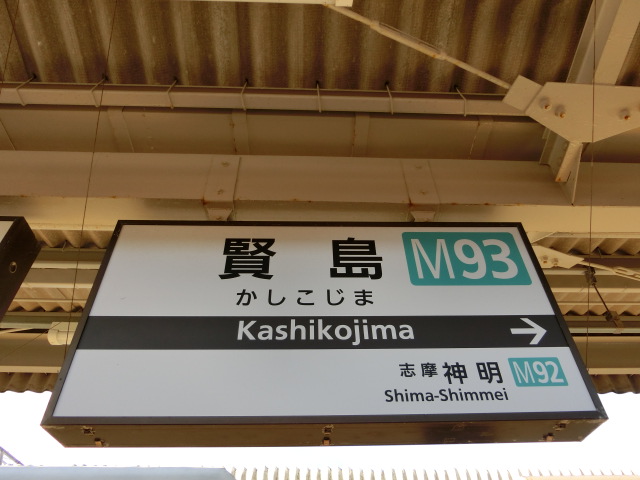 賢島 M93
かしこじま
Kashikojima
志摩神明 M92
Shima-Shimmei